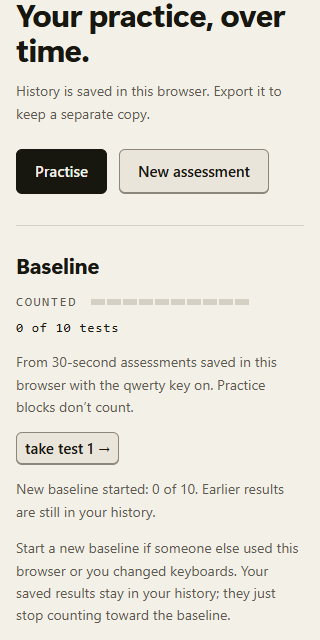 Your practice, over
time.
History is saved in this browser. Export it to
keep a separate copy.
Practise
New assessment
Baseline
COUNTED
0 of 10 tests
From 30-second assessments saved in this
browser with the qwerty key on. Practice
blocks don’t count.
take test 1 →
New baseline started: 0 of 10. Earlier results
are still in your history.
Start a new baseline if someone else used this
browser or you changed keyboards. Your
saved results stay in your history; they just
stop counting toward the baseline.